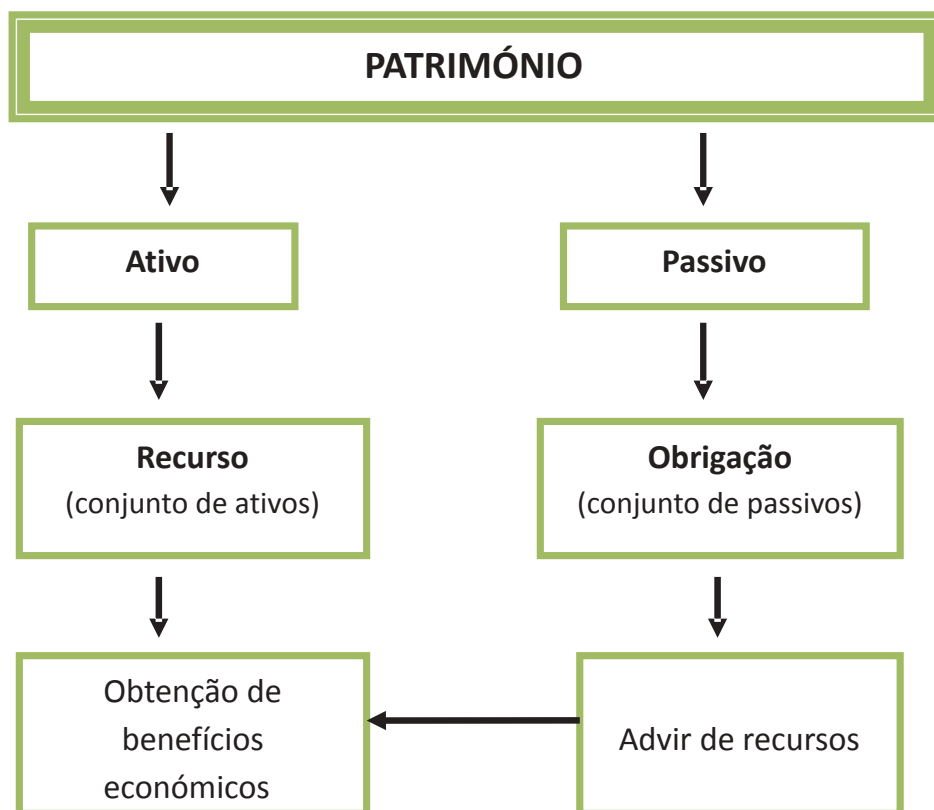 PATRIMÓNIO
Ativo
Passivo
Recurso
(conjunto de ativos)
Obrigação
(conjunto de passivos)
Obtenção de
benefícios
económicos
Advir de recursos